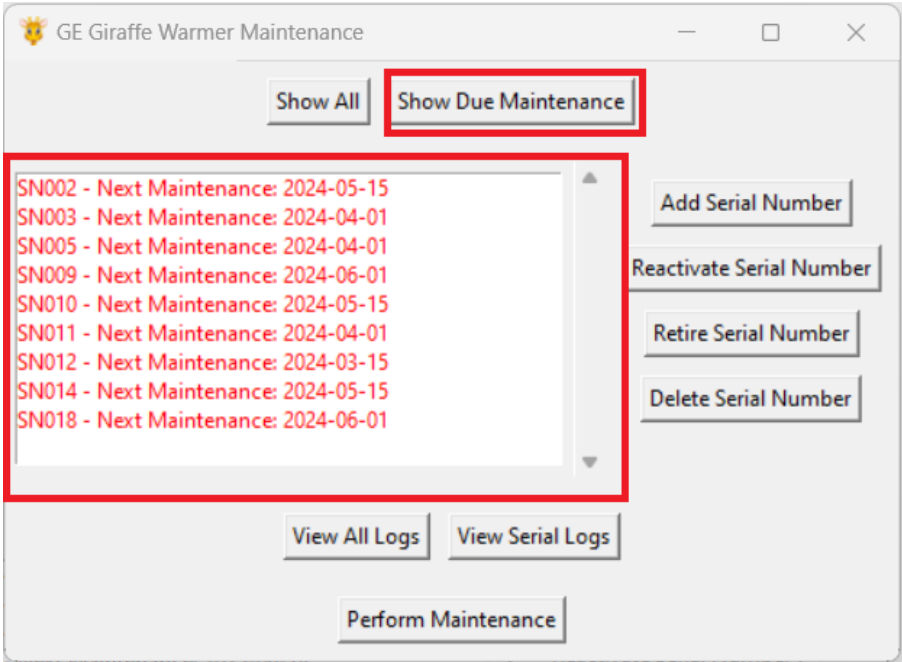 GE Giraffe Warmer Maintenance
Show All
Show Due Maintenance
SN002 - Next Maintenance: 2024-05-15
SN003 - Next Maintenance: 2024-04-01
SN005 - Next Maintenance: 2024-04-01
SN009 - Next Maintenance: 2024-06-01
SN010 - Next Maintenance: 2024-05-15
SN011 - Next Maintenance: 2024-04-01
SN012 - Next Maintenance: 2024-03-15
SN014 - Next Maintenance: 2024-05-15
SN018 - Next Maintenance: 2024-06-01
Add Serial Number
Reactivate Serial Number
Retire Serial Number
Delete Serial Number
View All Logs
View Serial Logs
Perform Maintenance